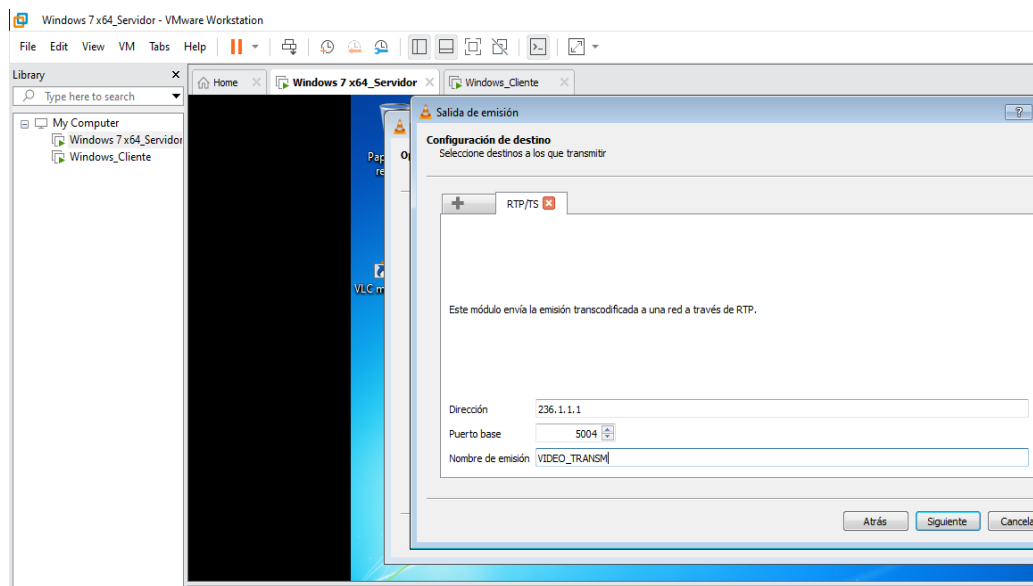 Windows 7 x64_Servidor - VMware Workstation
File Edit View VM Tabs Help
Library
Type here to search
My Computer
Windows 7 x64_Servidor
Windows_Cliente
Home
Windows 7 x64_Servidor
Windows_Cliente
Pap
re
VLC m
Op
Salida de emisión
Configuración de destino
Seleccione destinos a los que transmitir
RTP/TS
Este módulo envía la emisión transcodificada a una red a través de RTP.
Dirección 236.1.1.1
Puerto base 5004
Nombre de emisión VIDEO_TRANSM
Atrás Siguiente Cancela